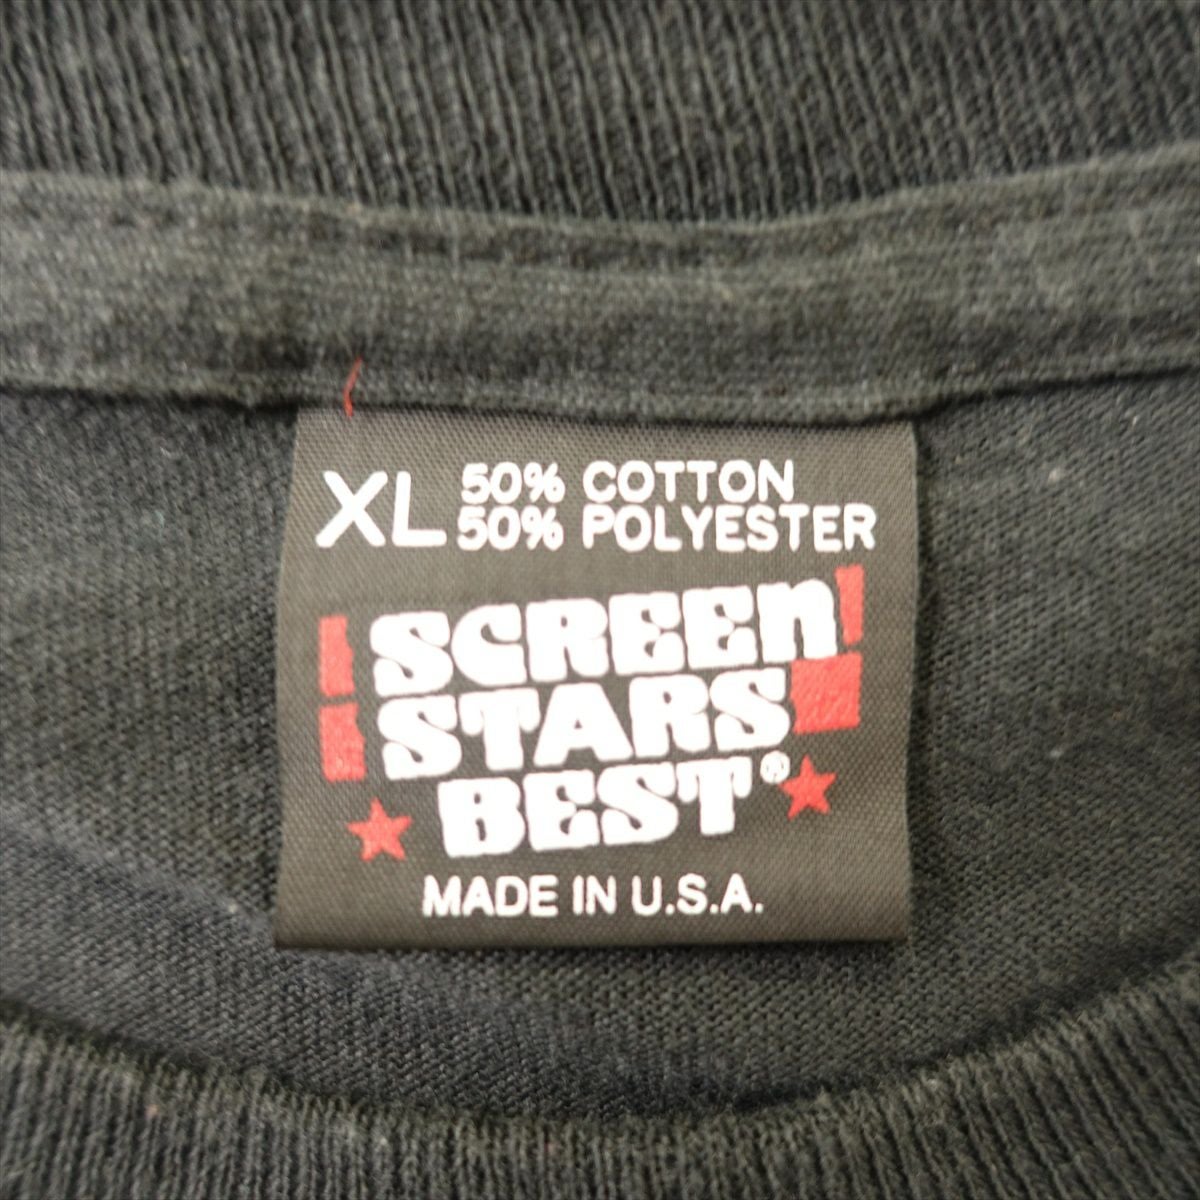 XL 50% COTTON
50% POLYESTER
SCREEn
STARS
BEST®
MADE IN U.S.A.